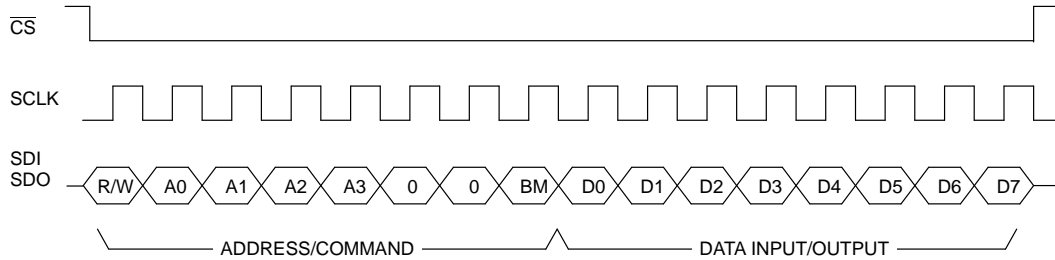 CS
SCLK
SDI
SDO
R/W A0 A1 A2 A3 0 0 BM D0 D1 D2 D3 D4 D5 D6 D7
ADDRESS/COMMAND DATA INPUT/OUTPUT